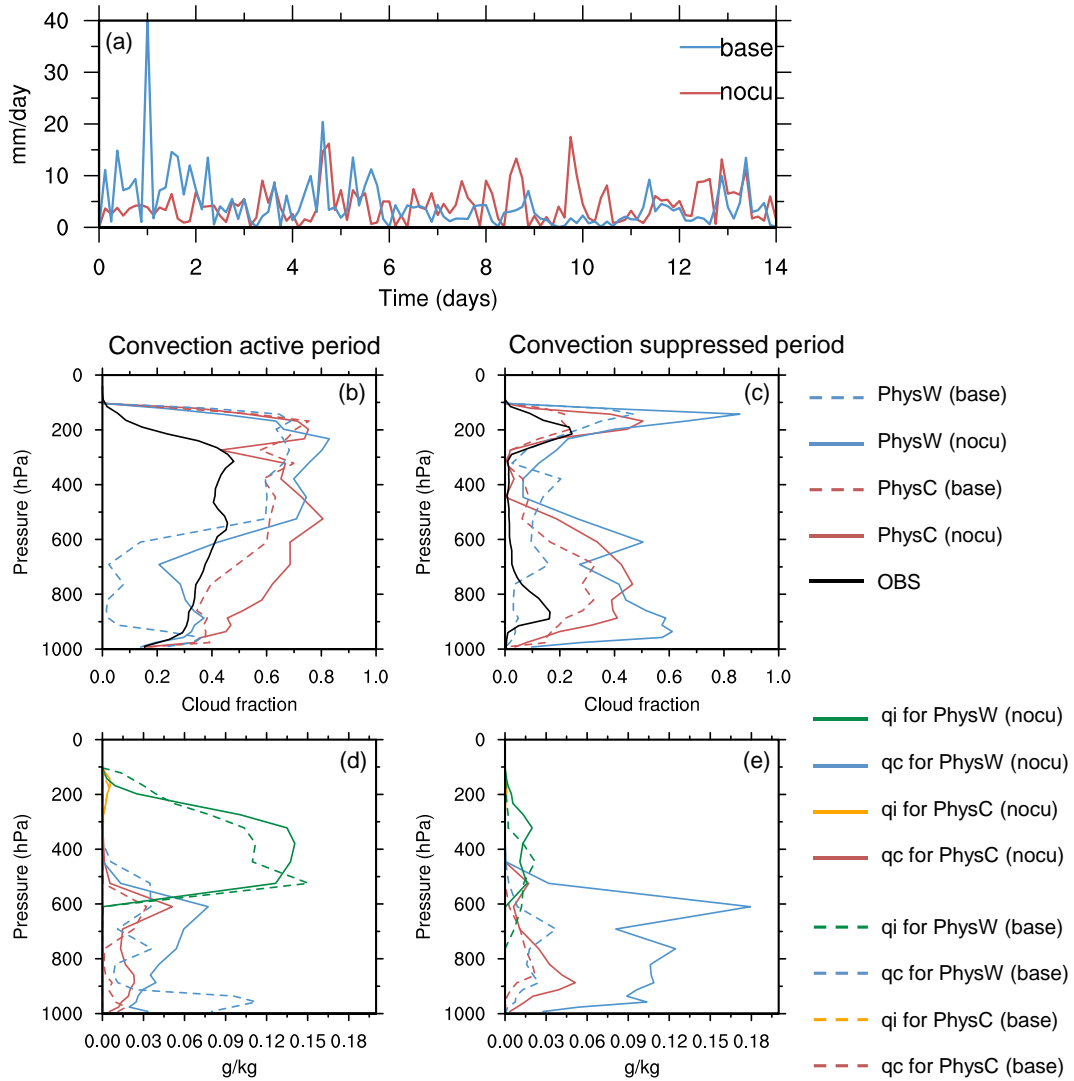 (a)
base
nocu
mm/day
40
30
20
10
0
0 2 4 6 8 10 12 14
Time (days)
Convection active period
Convection suppressed period
(b)
Pressure (hPa)
0
200
400
600
800
1000
0.0 0.2 0.4 0.6 0.8 1.0
Cloud fraction
(c)
Pressure (hPa)
0
200
400
600
800
1000
0.0 0.2 0.4 0.6 0.8 1.0
Cloud fraction
PhysW (base)
PhysW (nocu)
PhysC (base)
PhysC (nocu)
OBS
(d)
Pressure (hPa)
0
200
400
600
800
1000
0.00 0.03 0.06 0.09 0.12 0.15 0.18
g/kg
(e)
Pressure (hPa)
0
200
400
600
800
1000
0.00 0.03 0.06 0.09 0.12 0.15 0.18
g/kg
qi for PhysW (nocu)
qc for PhysW (nocu)
qi for PhysC (nocu)
qc for PhysC (nocu)
qi for PhysW (base)
qc for PhysW (base)
qi for PhysC (base)
qc for PhysC (base)